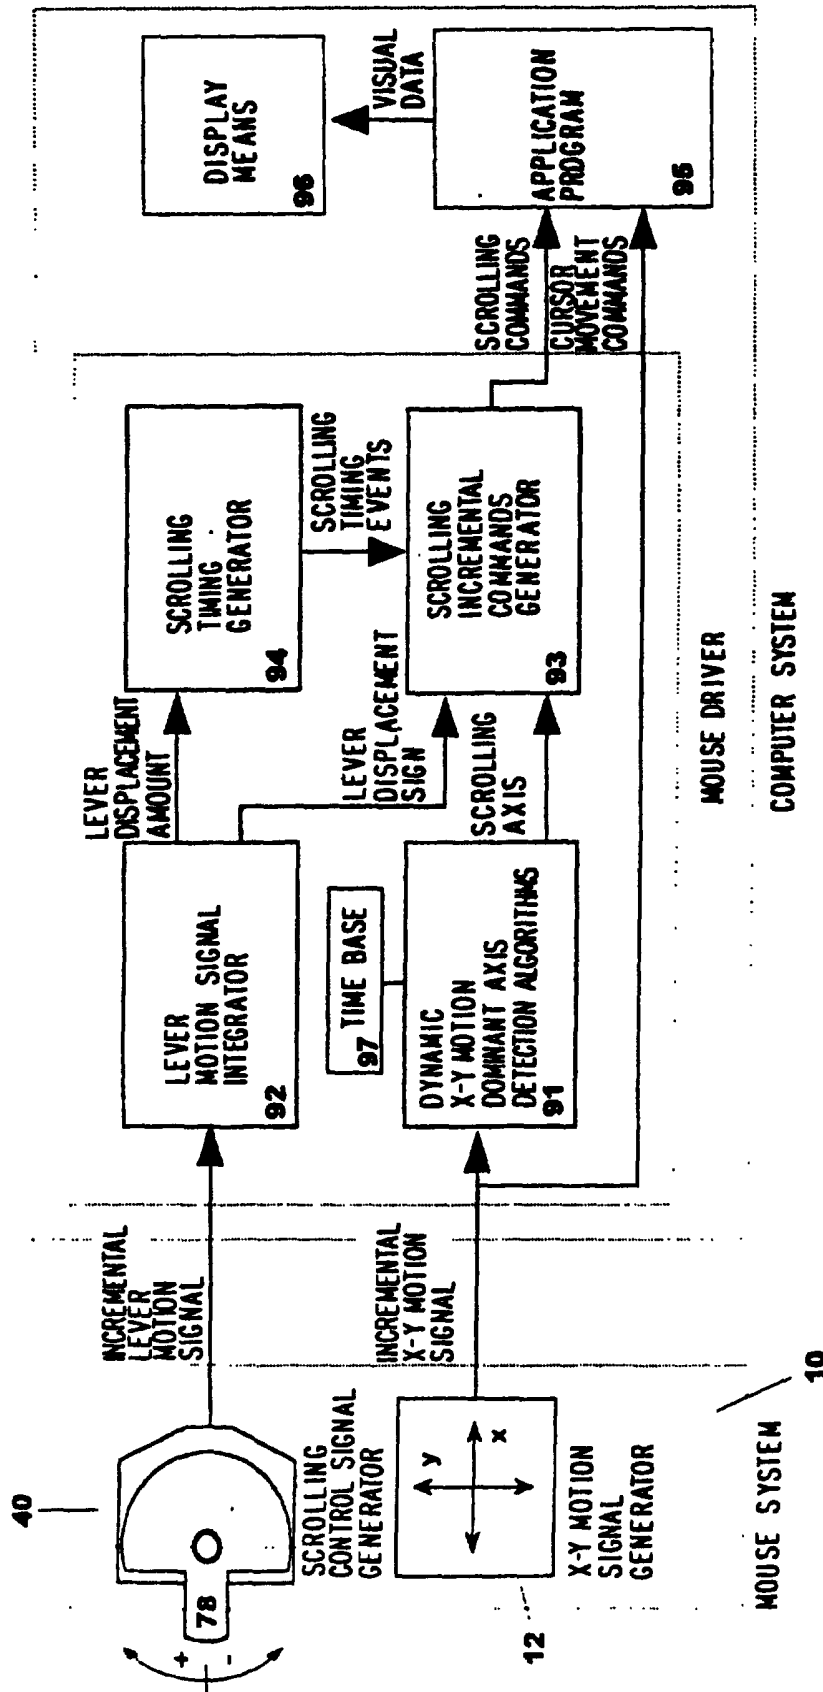 40
78
+
-
SCROLLING
CONTROL SIGNAL
GENERATOR
INCREMENTAL
LEVER
MOTION
SIGNAL
LEVER
MOTION SIGNAL
INTEGRATOR
92
LEVER
DISPLACEMENT
AMOUNT
SCROLLING
TIMING
GENERATOR
94
SCROLLING
TIMING
EVENTS
LEVER
DISPLACEMENT
SIGN
DISPLAY
MEANS
96
VISUAL
DATA
TIME BASE
97
y
x
12
X-Y MOTION
SIGNAL
GENERATOR
INCREMENTAL
X-Y MOTION
SIGNAL
DYNAMIC
X-Y MOTION
DOMINANT AXIS
DETECTION ALGORITHMS
91
SCROLLING
AXIS
SCROLLING
INCREMENTAL
COMMANDS
GENERATOR
93
SCROLLING
COMMANDS
CURSOR
MOVEMENT
COMMANDS
APPLICATION
PROGRAM
95
10
MOUSE SYSTEM
MOUSE DRIVER
COMPUTER SYSTEM